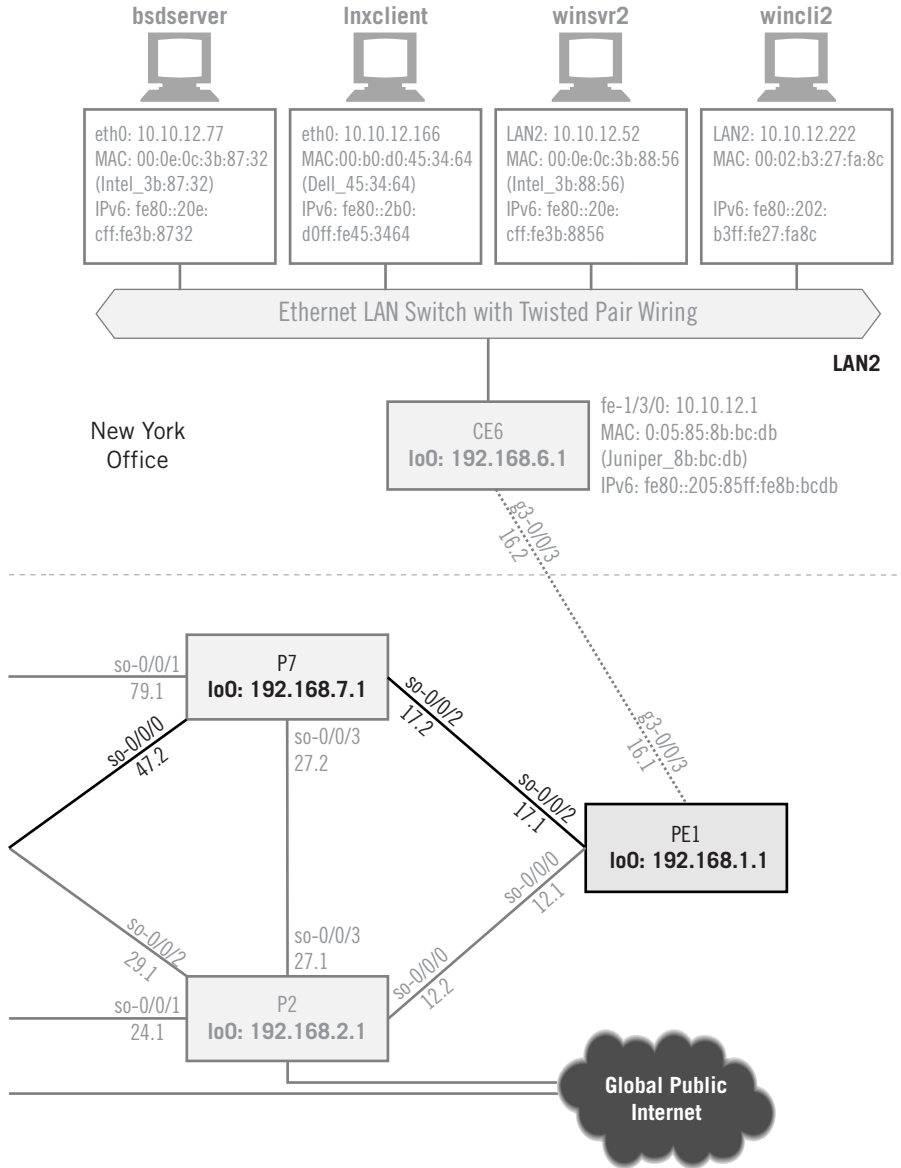 bsdserver
lnxclient
winsvr2
wincli2
eth0: 10.10.12.77
MAC: 00:0e:0c:3b:87:32
(Intel_3b:87:32)
IPv6: fe80::20e:
cff:fe3b:8732
eth0: 10.10.12.166
MAC:00:b0:d0:45:34:64
(Dell_45:34:64)
IPv6: fe80::2b0:
d0ff:fe45:3464
LAN2: 10.10.12.52
MAC: 00:0e:0c:3b:88:56
(Intel_3b:88:56)
IPv6: fe80::20e:
cff:fe3b:8856
LAN2: 10.10.12.222
MAC: 00:02:b3:27:fa:8c
IPv6: fe80::202:
b3ff:fe27:fa8c
Ethernet LAN Switch with Twisted Pair Wiring
LAN2
New York
Office
CE6
lo0: 192.168.6.1
fe-1/3/0: 10.10.12.1
MAC: 0:05:85:8b:bc:db
(Juniper_8b:bc:db)
IPv6: fe80::205:85ff:fe8b:bcdb
g3-0/0/3
16.2
so-0/0/1
79.1
P7
lo0: 192.168.7.1
so-0/0/2
17.2
so-0/0/0
47.2
so-0/0/3
27.2
g3-0/0/3
16.1
so-0/0/2
17.1
PE1
lo0: 192.168.1.1
so-0/0/0
12.1
so-0/0/2
29.1
so-0/0/3
27.1
so-0/0/0
12.2
so-0/0/1
24.1
P2
lo0: 192.168.2.1
Global Public
Internet